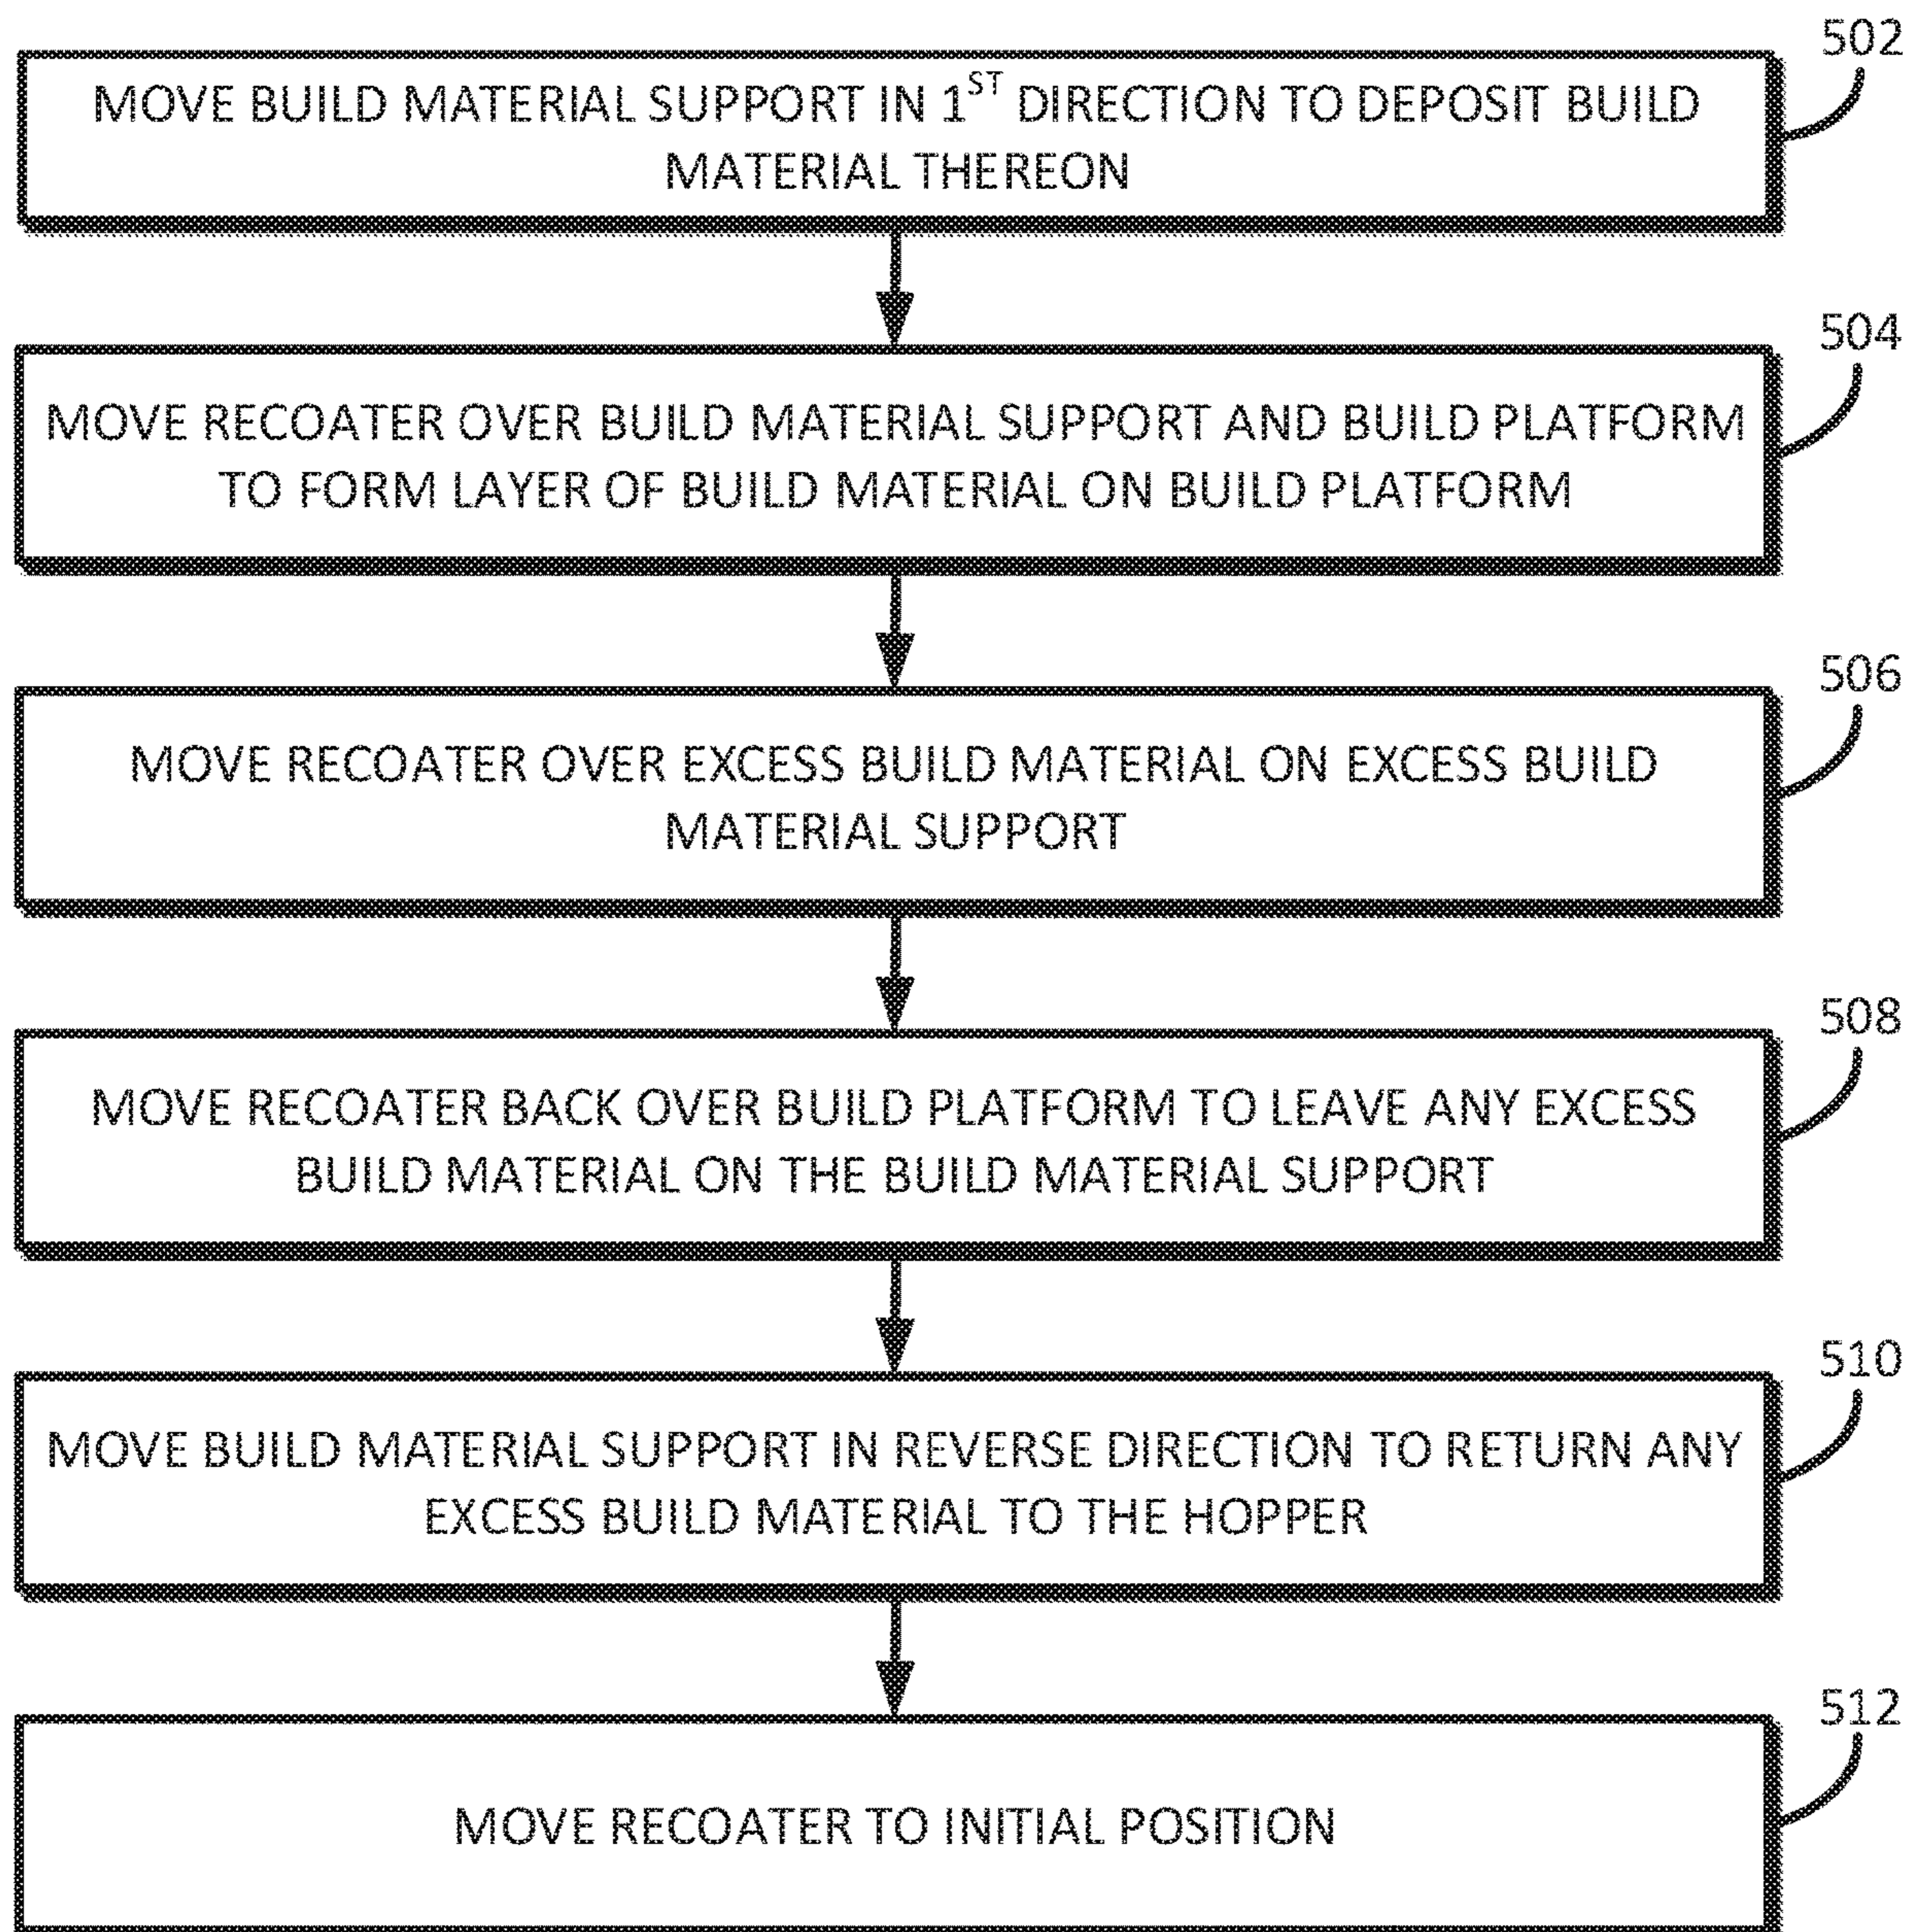 502
MOVE BUILD MATERIAL SUPPORT IN 1ST DIRECTION TO DEPOSIT BUILD
MATERIAL THEREON
504
MOVE RECOATER OVER BUILD MATERIAL SUPPORT AND BUILD PLATFORM
TO FORM LAYER OF BUILD MATERIAL ON BUILD PLATFORM
506
MOVE RECOATER OVER EXCESS BUILD MATERIAL ON EXCESS BUILD
MATERIAL SUPPORT
508
MOVE RECOATER BACK OVER BUILD PLATFORM TO LEAVE ANY EXCESS
BUILD MATERIAL ON THE BUILD MATERIAL SUPPORT
510
MOVE BUILD MATERIAL SUPPORT IN REVERSE DIRECTION TO RETURN ANY
EXCESS BUILD MATERIAL TO THE HOPPER
512
MOVE RECOATER TO INITIAL POSITION